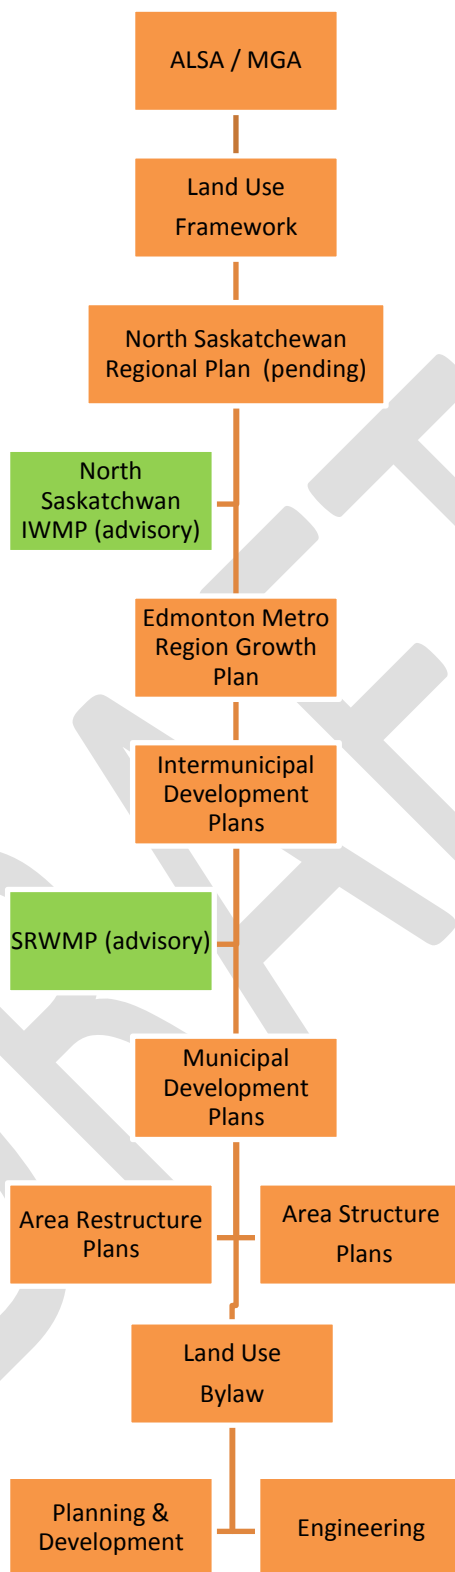 ALSA / MGA
Land Use
Framework
North Saskatchewan
Regional Plan  (pending)
North
Saskatchwan
IWMP (advisory)
Edmonton Metro
Region Growth
Plan
Intermunicipal
Development
Plans
SRWMP (advisory)
Municipal
Development
Plans
Area Restructure
Plans
Area Structure
Plans
Land Use
Bylaw
Planning &
Development
Engineering
DRAFT